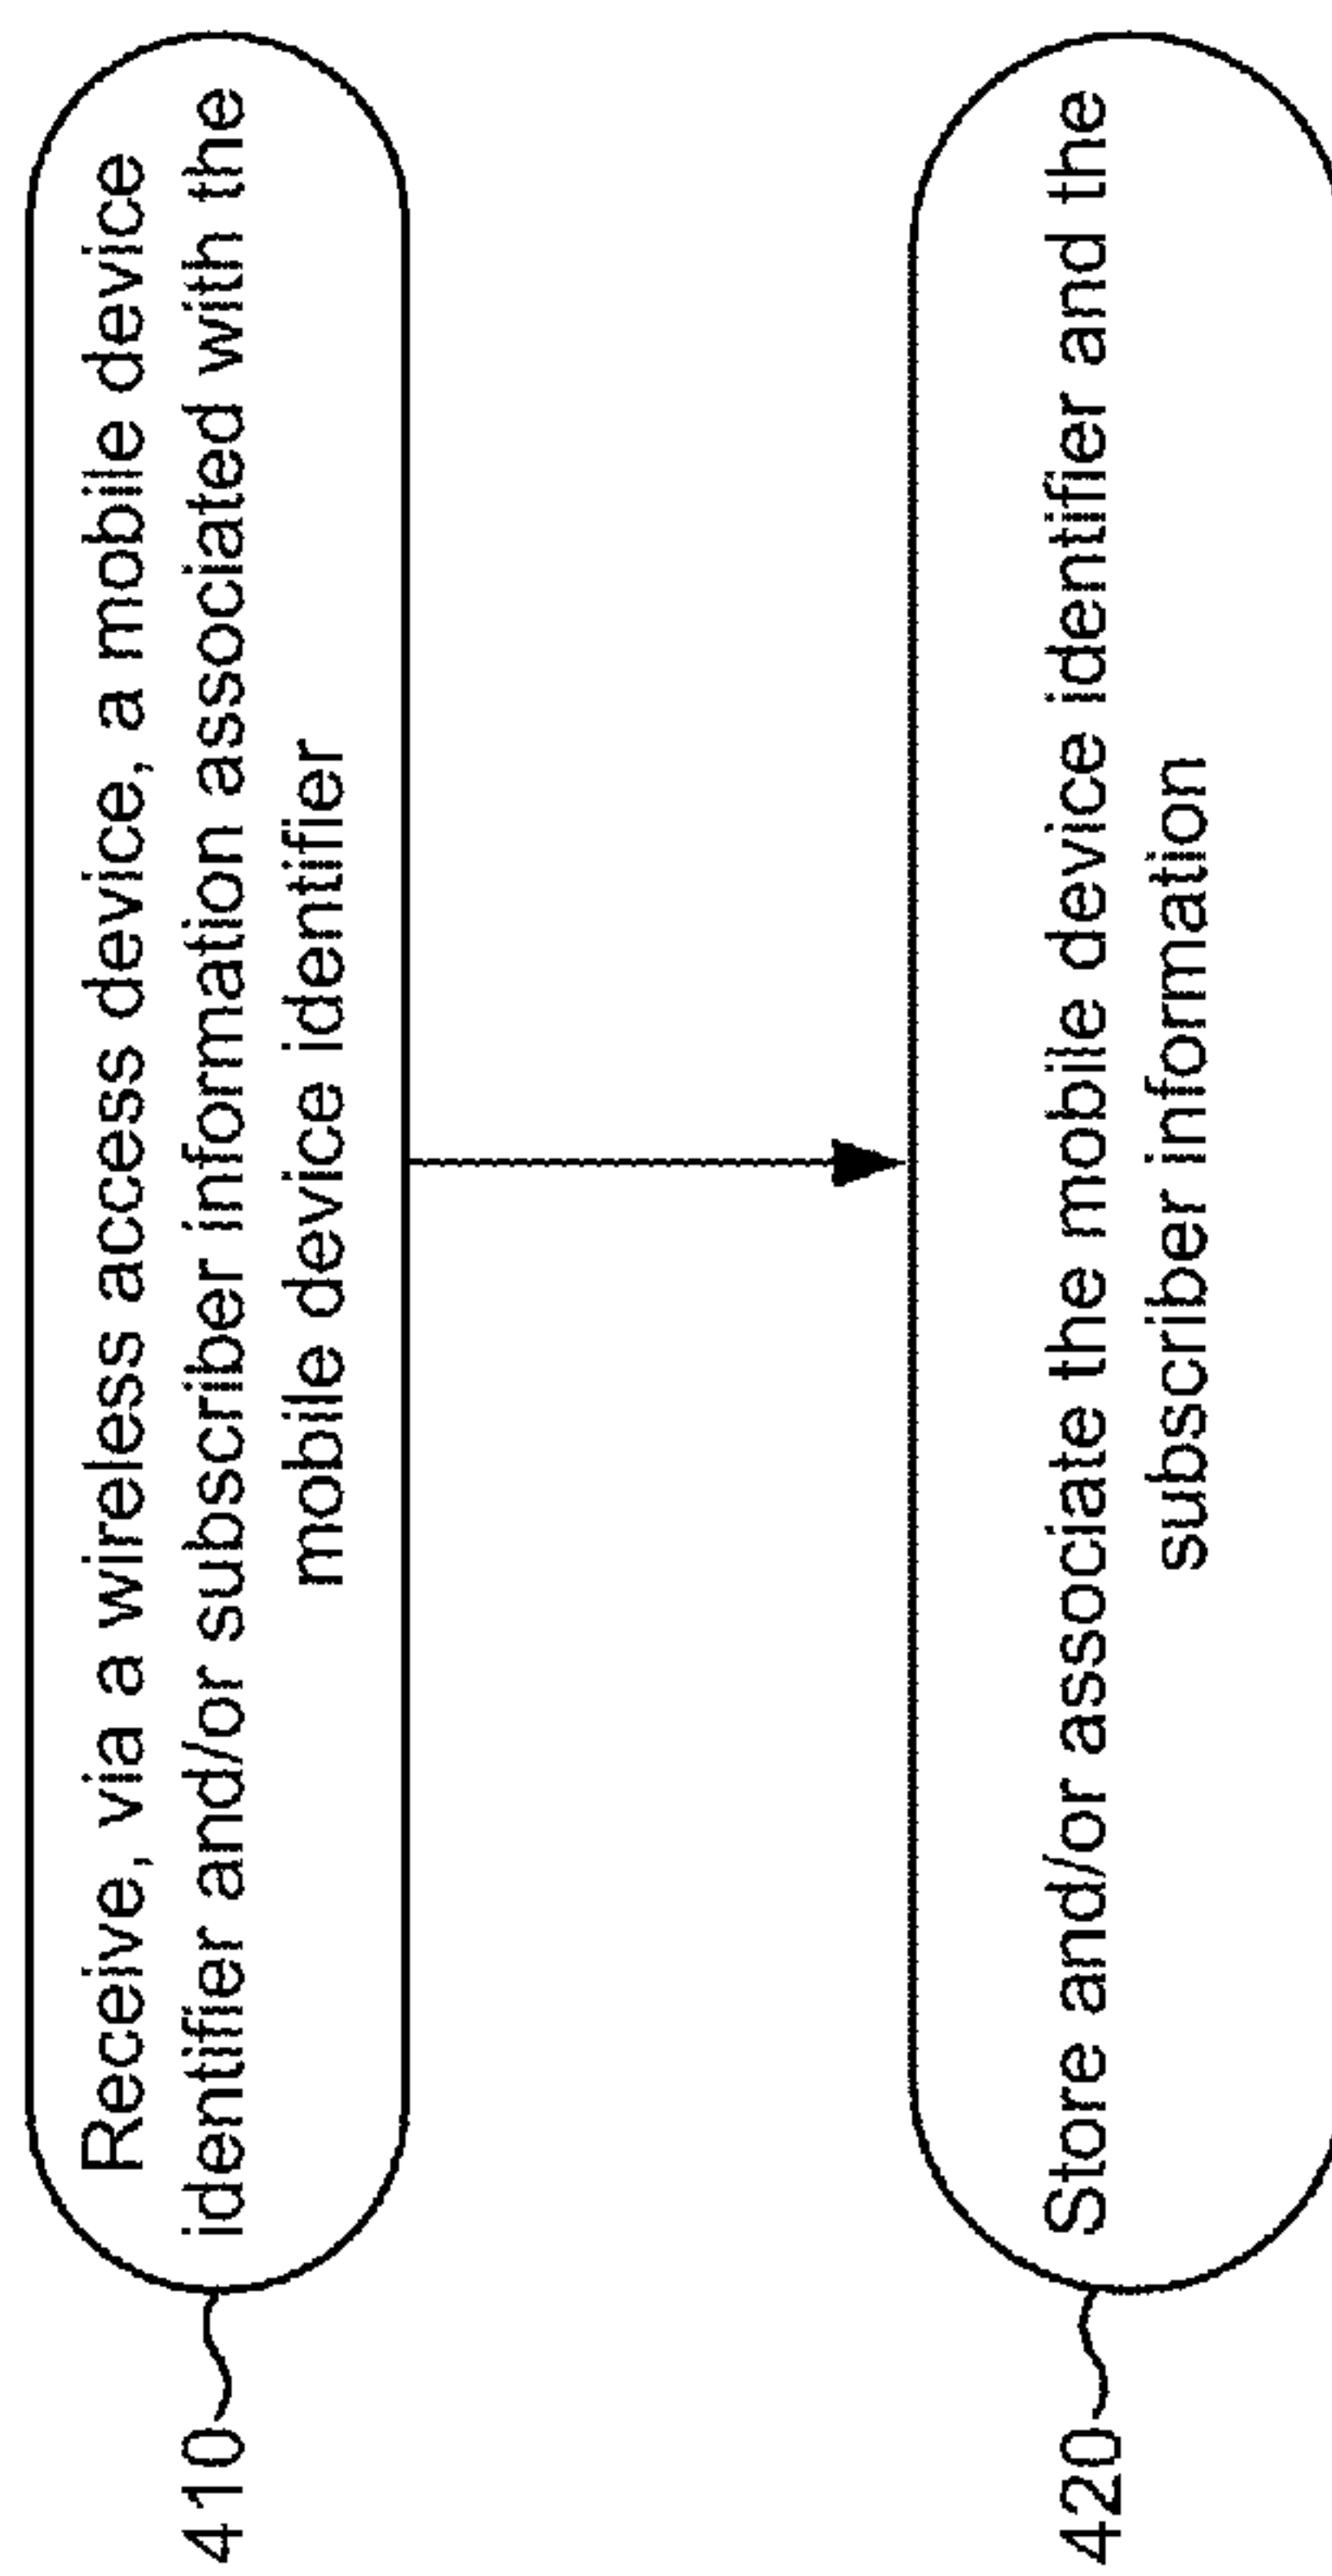 Receive, via a wireless access device, a mobile device
identifier and/or subscriber information associated with the
mobile device identifier
410
Store and/or associate the mobile device identifier and the
subscriber information
420